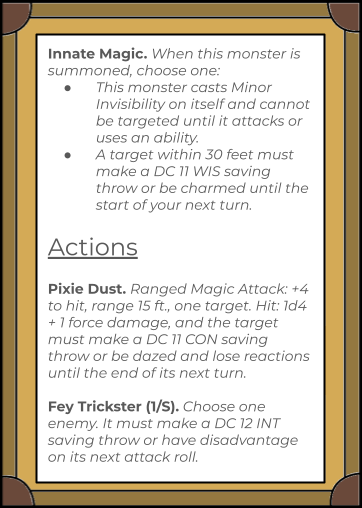 Innate Magic. When this monster is
summoned, choose one:
● This monster casts Minor
Invisibility on itself and cannot
be targeted until it attacks or
uses an ability.
● A target within 30 feet must
make a DC 11 WIS saving
throw or be charmed until the
start of your next turn.
Actions
Pixie Dust. Ranged Magic Attack: +4
to hit, range 15 ft., one target. Hit: 1d4
+ 1 force damage, and the target
must make a DC 11 CON saving
throw or be dazed and lose reactions
until the end of its next turn.
Fey Trickster (1/S). Choose one
enemy. It must make a DC 12 INT
saving throw or have disadvantage
on its next attack roll.